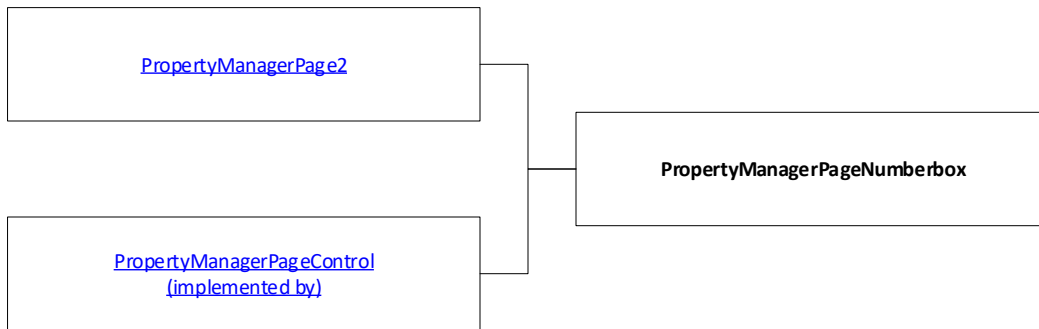 PropertyManagerPage2
PropertyManagerPageNumberbox
PropertyManagerPageControl
(implemented by)